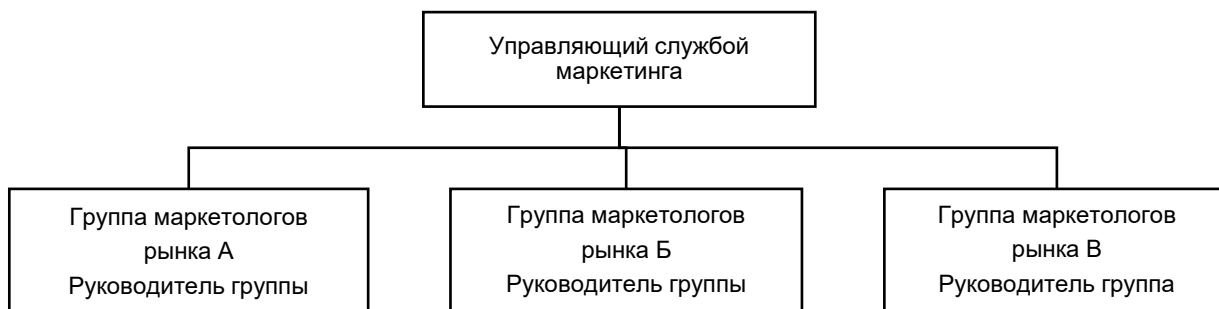 Управляющий службой
маркетинга
Группа маркетологов
рынка А
Руководитель группы
Группа маркетологов
рынка Б
Руководитель группы
Группа маркетологов
рынка В
Руководитель группа